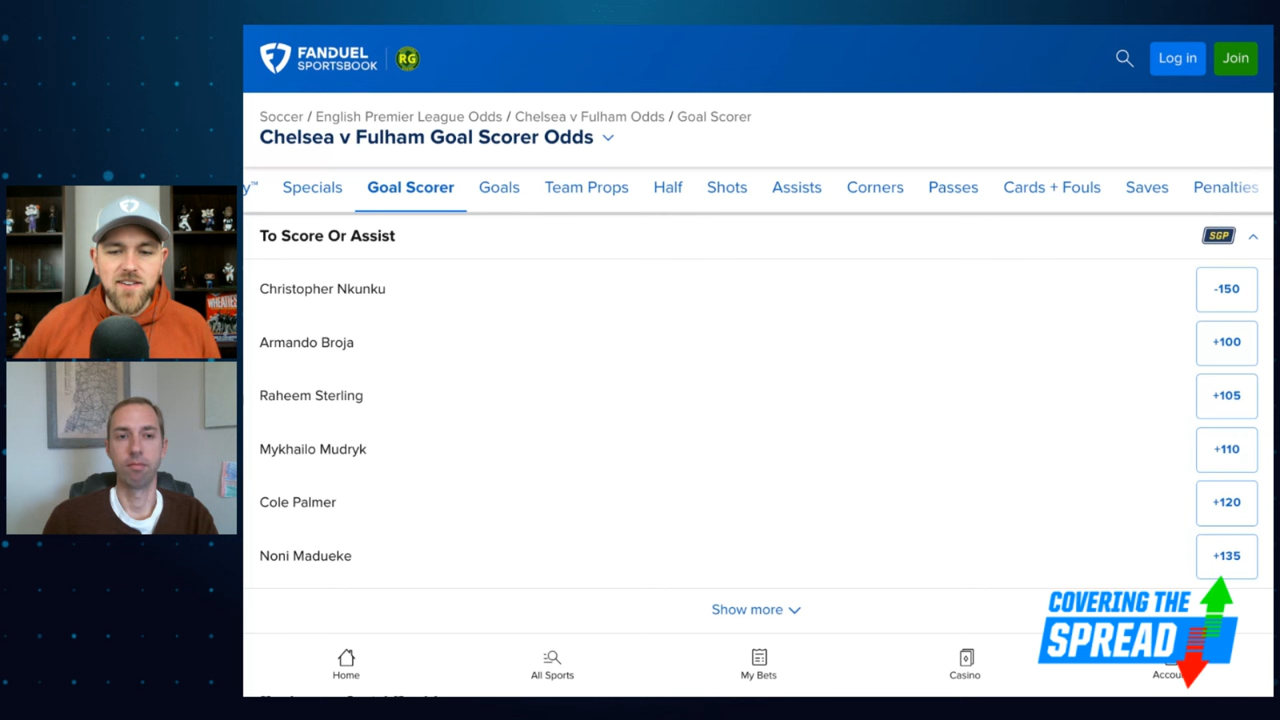 FANDUEL
SPORTSBOOK
RG
Log in
Join
Soccer / English Premier League Odds / Chelsea v Fulham Odds / Goal Scorer
Chelsea v Fulham Goal Scorer Odds
y™ Specials Goal Scorer Goals Team Props Half Shots Assists Corners Passes Cards + Fouls Saves Penalties
To Score Or Assist
SGP
Christopher Nkunku -150
Armando Broja +100
Raheem Sterling +105
Mykhailo Mudryk +110
Cole Palmer +120
Noni Madueke +135
Show more
Home All Sports My Bets Casino Accou
COVERING THE
SPREAD
WHEATIES